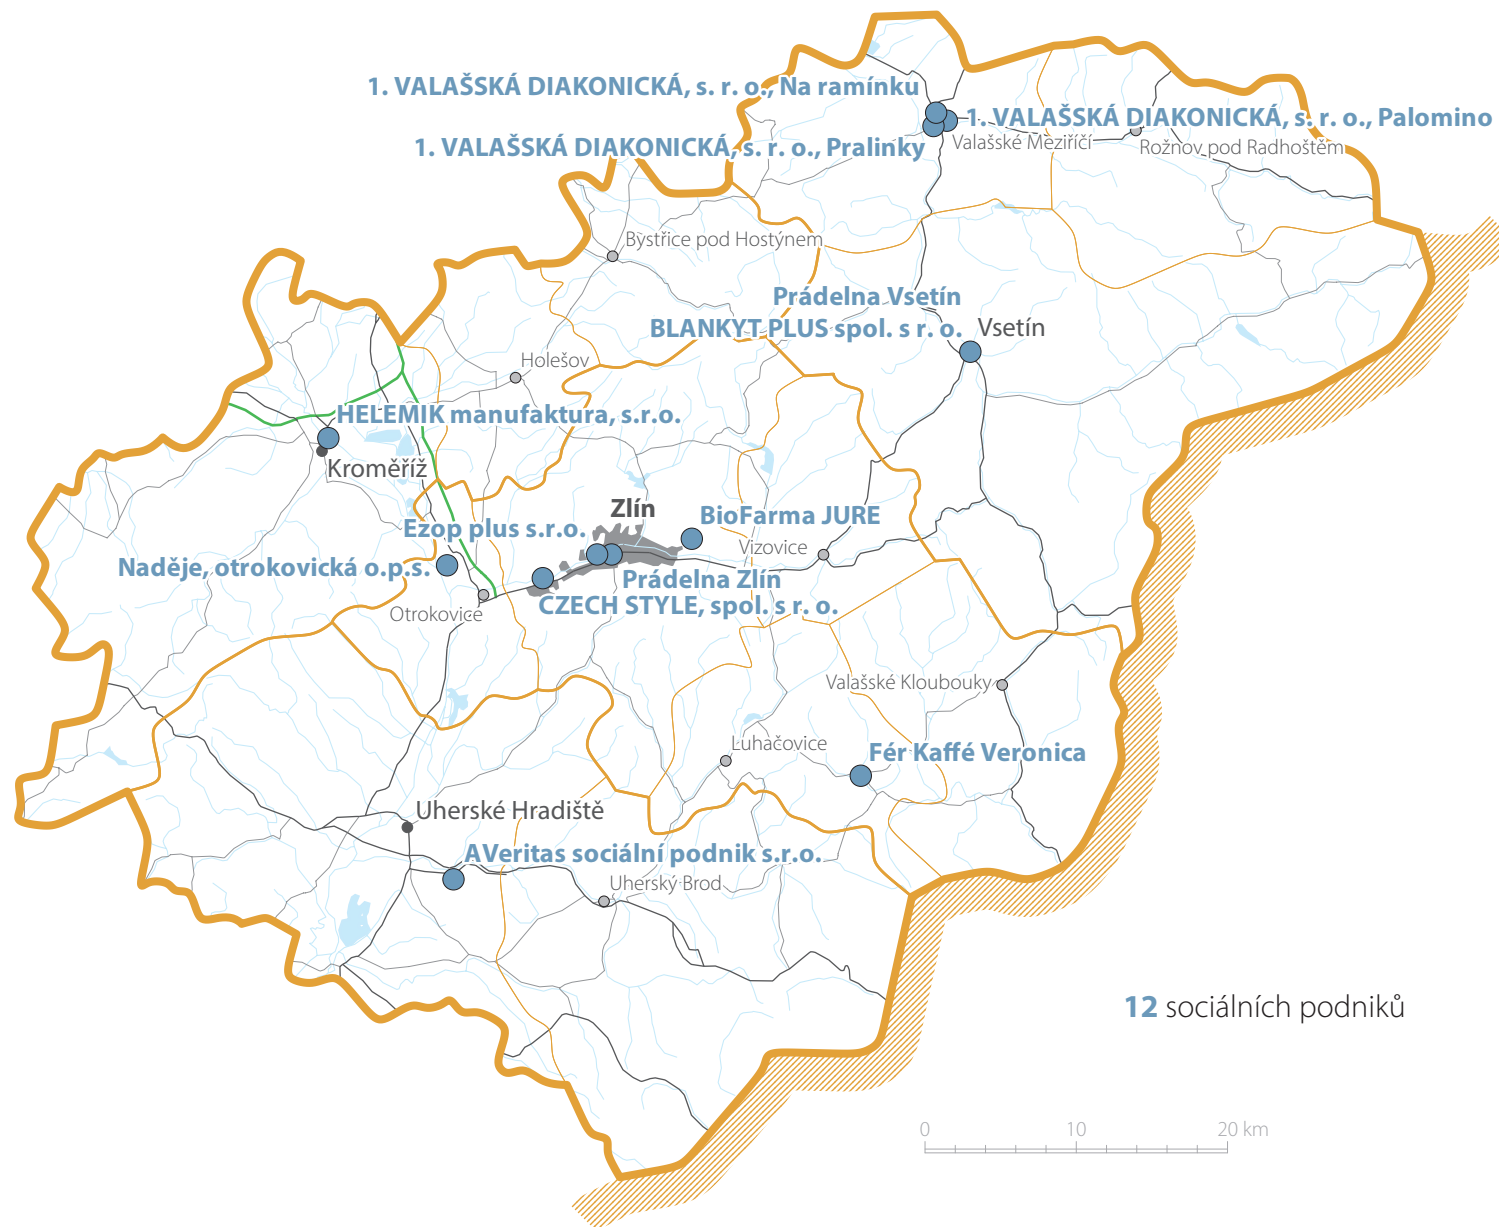 1. VALAŠSKÁ DIAKONICKÁ, s. r. o., Na ramínku
1. VALAŠSKÁ DIAKONICKÁ, s. r. o., Palomino
1. VALAŠSKÁ DIAKONICKÁ, s. r. o., Pralinky
Valašské Meziříčí
Rožnov pod Radhoštěm
Bystřice pod Hostýnem
Prádelna Vsetín
BLANKYT PLUS spol. s r. o.
Vsetín
Holešov
HELEMIK manufaktura, s.r.o.
Kroměříž
Zlín
BioFarma JURE
Ezop plus s.r.o.
Vizovice
Naděje, otrokovická o.p.s.
Prádelna Zlín
CZECH STYLE, spol. s r. o.
Otrokovice
Valašské Klobouky
Luhačovice
Fér Kaffé Veronica
Uherské Hradiště
AVeritas sociální podnik s.r.o.
Uherský Brod
12 sociálních podniků
0 10 20 km